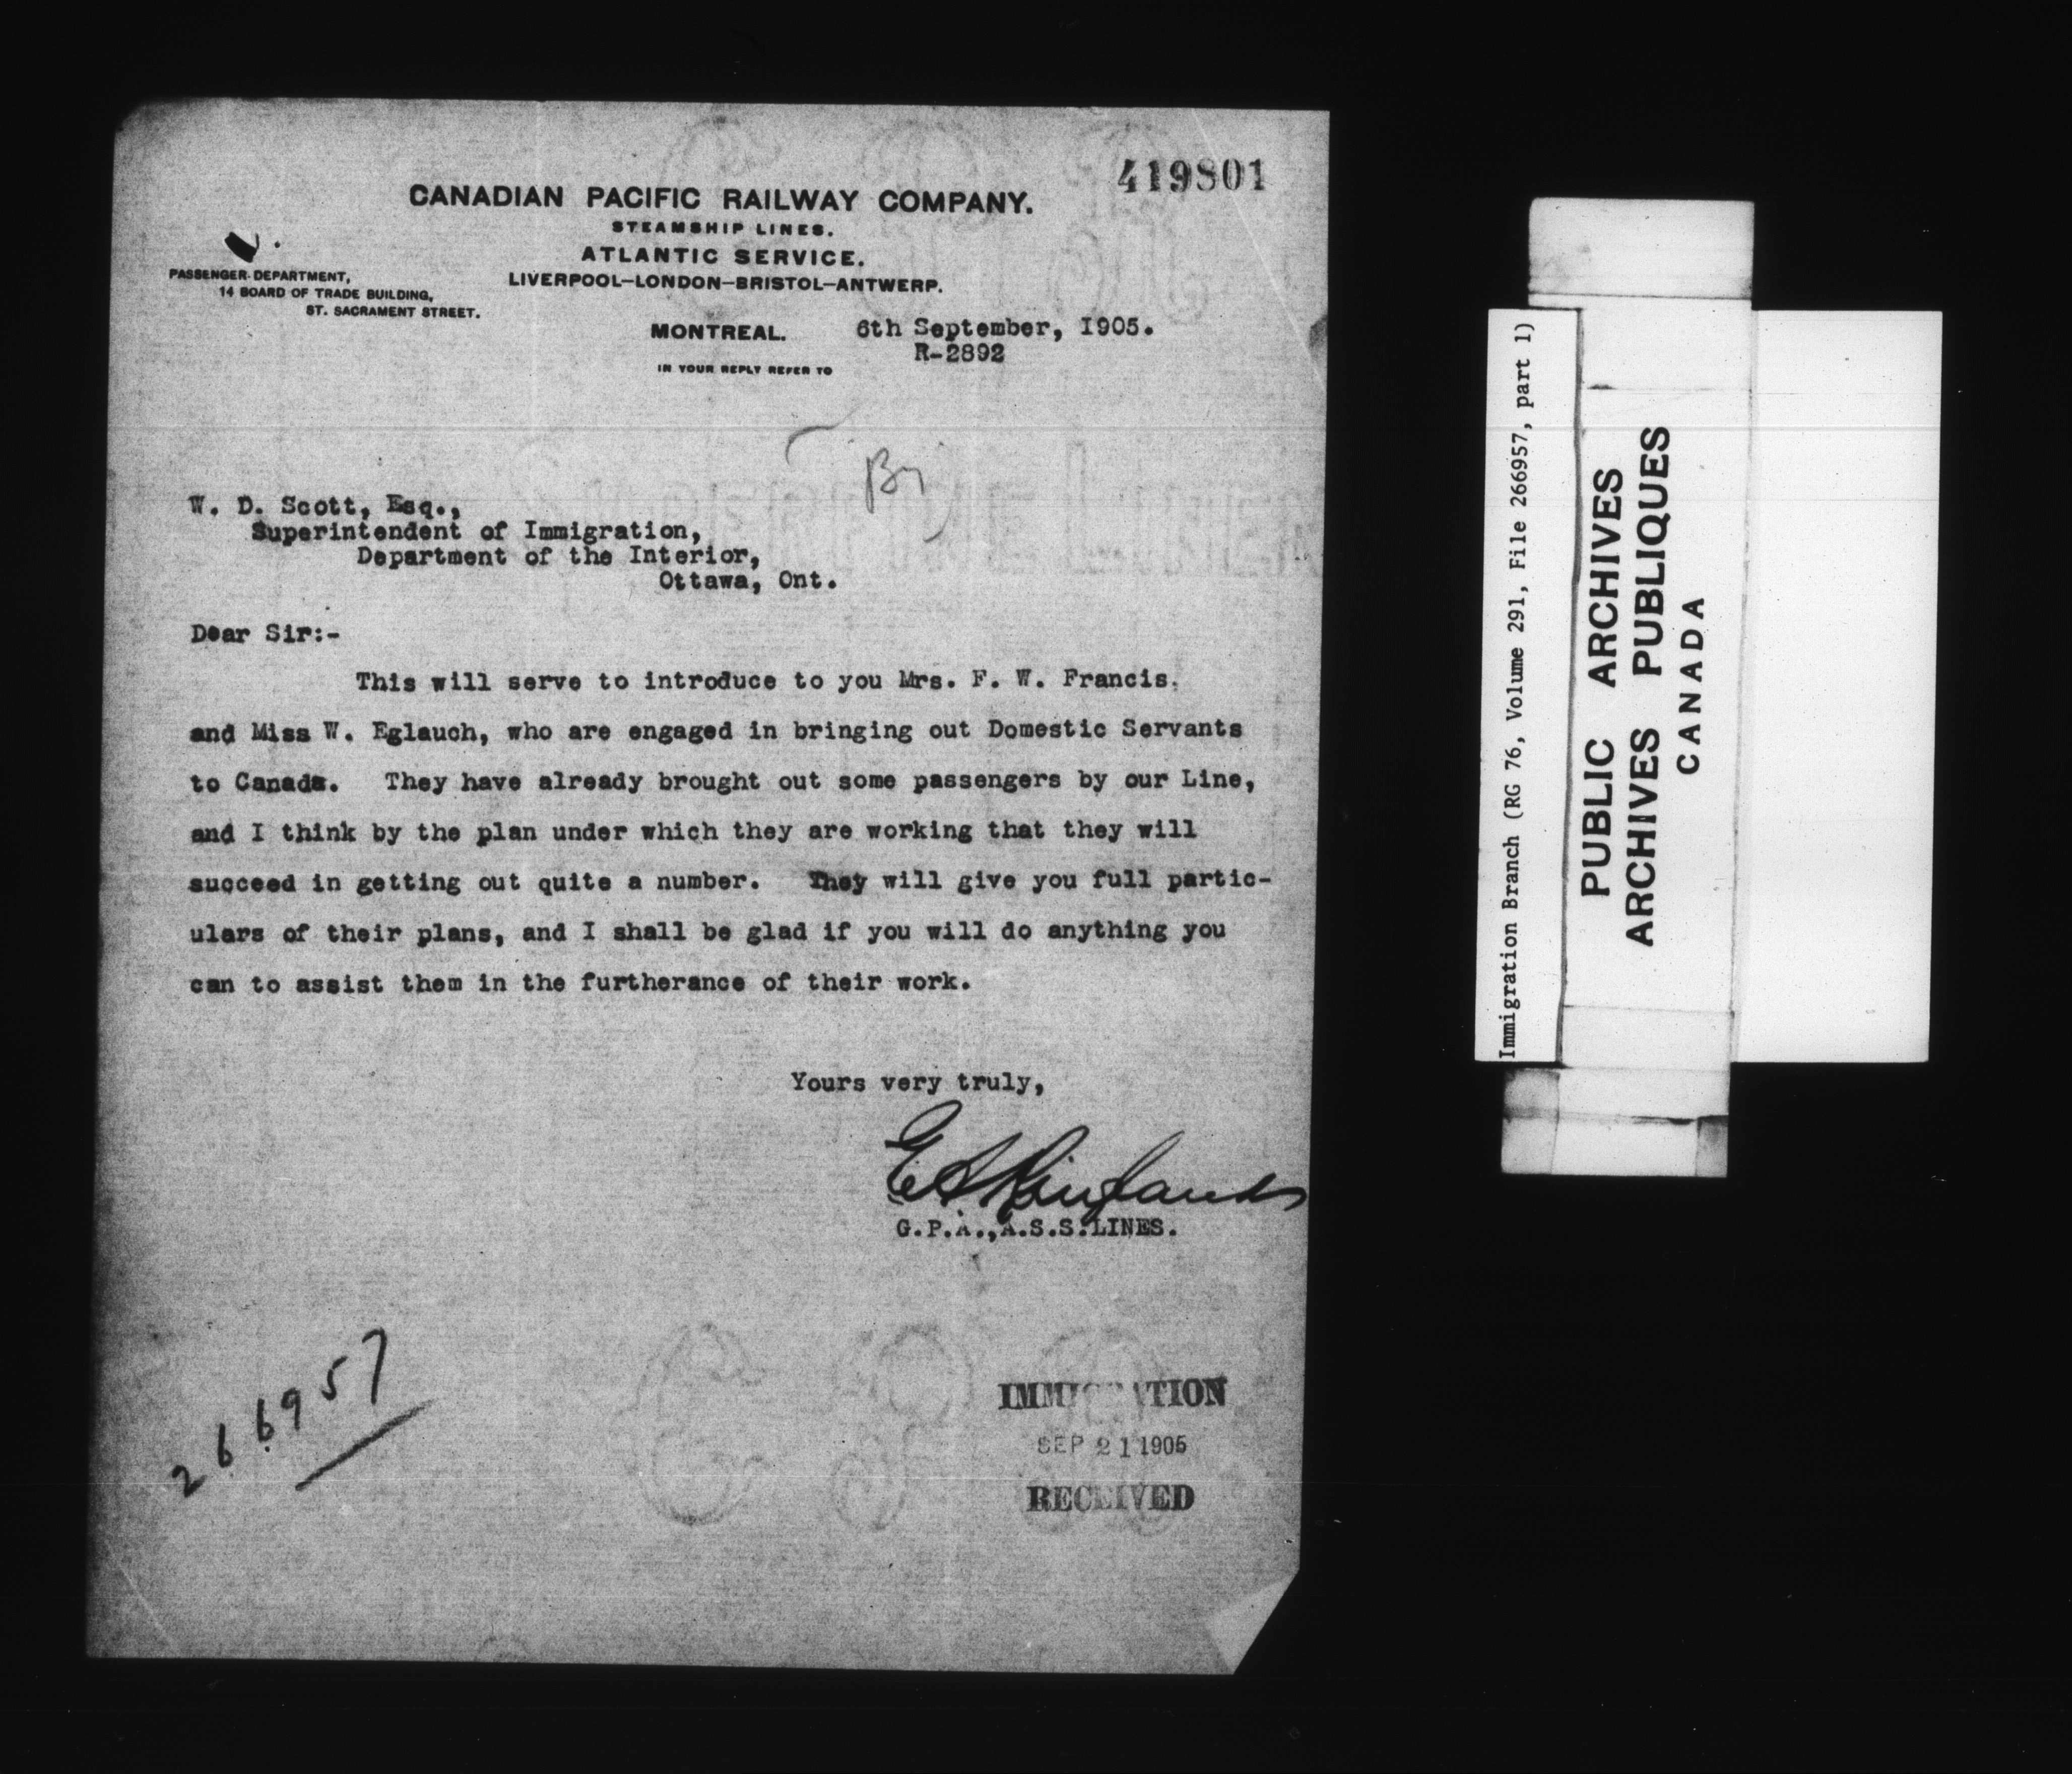 419801
CANADIAN PACIFIC RAILWAY COMPANY.
STEAMSHIP LINES.
ATLANTIC SERVICE.
LIVERPOOL—LONDON—BRISTOL—ANTWERP.
PASSENGER DEPARTMENT,
14 BOARD OF TRADE BUILDING,
ST. SACRAMENT STREET.
MONTREAL. 6th September, 1905.
R-2892
IN YOUR REPLY REFER TO
W. D. Scott, Esq.,
Superintendent of Immigration,
Department of the Interior,
Ottawa, Ont.
Dear Sir:-
This will serve to introduce to you Mrs. F. W. Francis.
and Miss W. Eglauch, who are engaged in bringing out Domestic Servants
to Canada. They have already brought out some passengers by our Line,
and I think by the plan under which they are working that they will
succeed in getting out quite a number. They will give you full partic-
ulars of their plans, and I shall be glad if you will do anything you
can to assist them in the furtherance of their work.
Yours very truly,
G.P.A.,A.S.S.LINES.
266957
IMMIGRATION
SEP 21 1905
RECEIVED
Immigration Branch (RG 76, Volume 291, File 266957, part 1)
PUBLIC ARCHIVES
ARCHIVES PUBLIQUES
CANADA